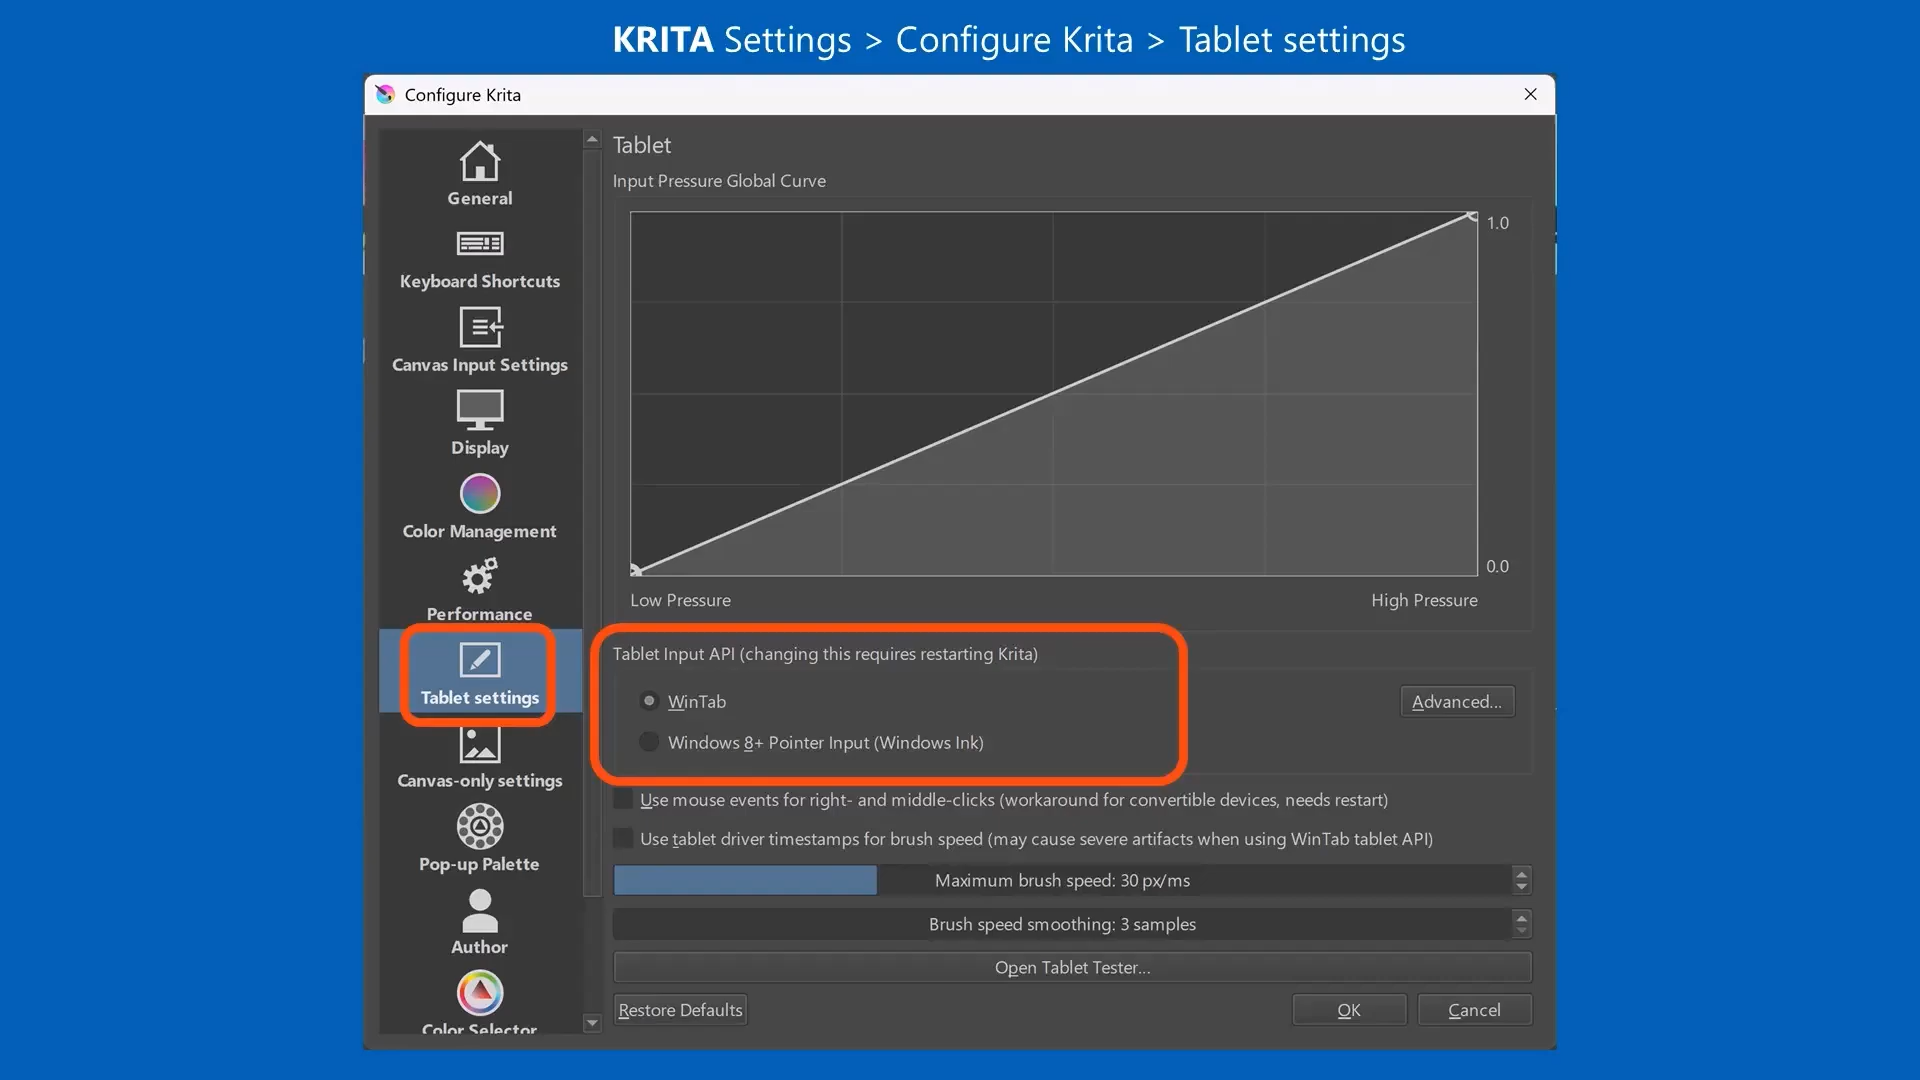 KRITA Settings > Configure Krita > Tablet settings
Configure Krita
General
Keyboard Shortcuts
Canvas Input Settings
Display
Color Management
Performance
Tablet settings
Canvas-only settings
Pop-up Palette
Author
Color Selector
Tablet
Input Pressure Global Curve
1.0
0.0
Low Pressure
High Pressure
Tablet Input API (changing this requires restarting Krita)
WinTab
Advanced...
Windows 8+ Pointer Input (Windows Ink)
Use mouse events for right- and middle-clicks (workaround for convertible devices, needs restart)
Use tablet driver timestamps for brush speed (may cause severe artifacts when using WinTab tablet API)
Maximum brush speed: 30 px/ms
Brush speed smoothing: 3 samples
Open Tablet Tester...
Restore Defaults
OK
Cancel